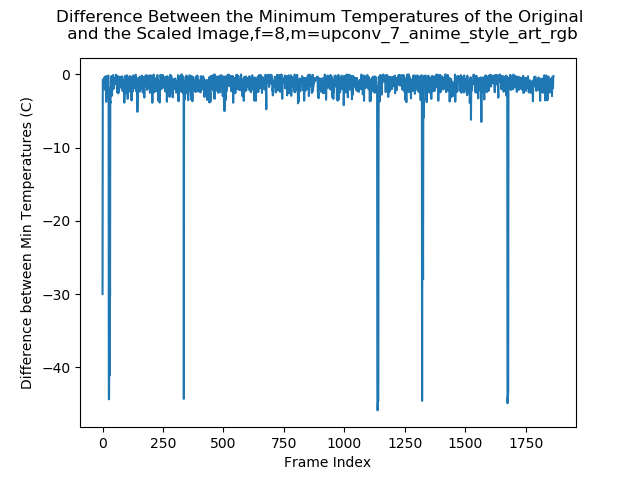 Difference Between the Minimum Temperatures of the Original
and the Scaled Image,f=8,m=upconv_7_anime_style_art_rgb
Difference between Min Temperatures (C)
0
−10
−20
−30
−40
0 250 500 750 1000 1250 1500 1750
Frame Index